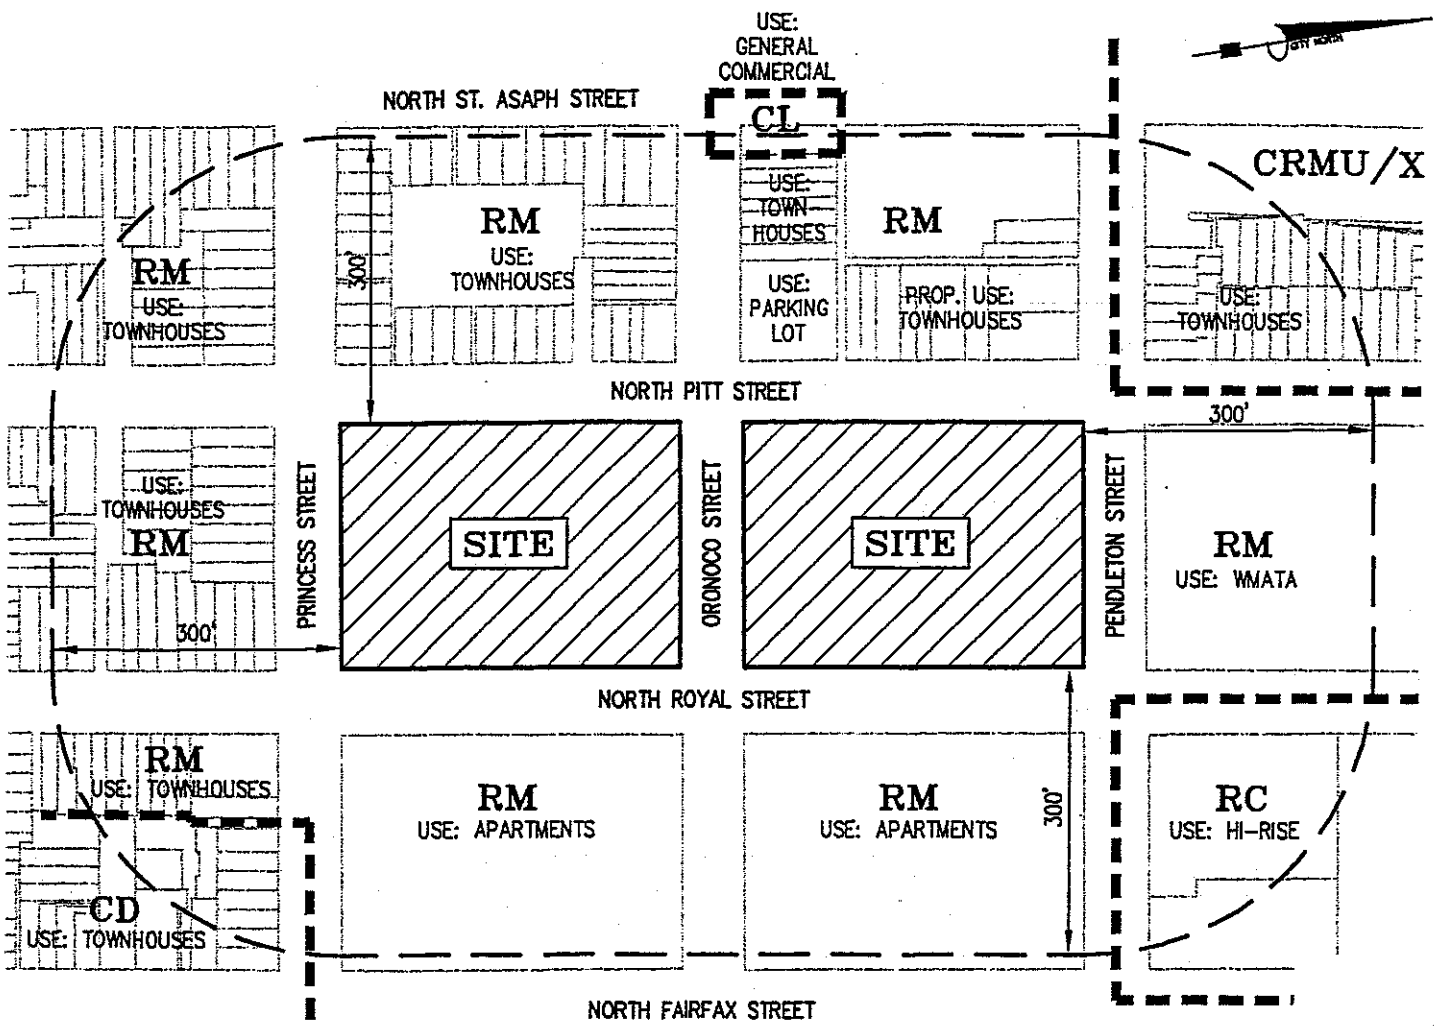 USE:
GENERAL
COMMERCIAL
CITY NORTH
NORTH ST. ASAPH STREET
CL
CRMU/X
RM
USE:
TOWNHOUSES
300'
RM
USE:
TOWNHOUSES
USE:
TOWN
HOUSES
RM
USE:
PARKING
LOT
PROP. USE:
TOWNHOUSES
USE:
TOWNHOUSES
NORTH PITT STREET
300'
USE:
TOWNHOUSES
RM
PRINCESS STREET
SITE
ORONOCO STREET
SITE
PENDLETON STREET
RM
USE: WMATA
300'
NORTH ROYAL STREET
RM
USE: TOWNHOUSES
RM
USE: APARTMENTS
RM
USE: APARTMENTS
300'
RC
USE: HI-RISE
CD
USE: TOWNHOUSES
NORTH FAIRFAX STREET